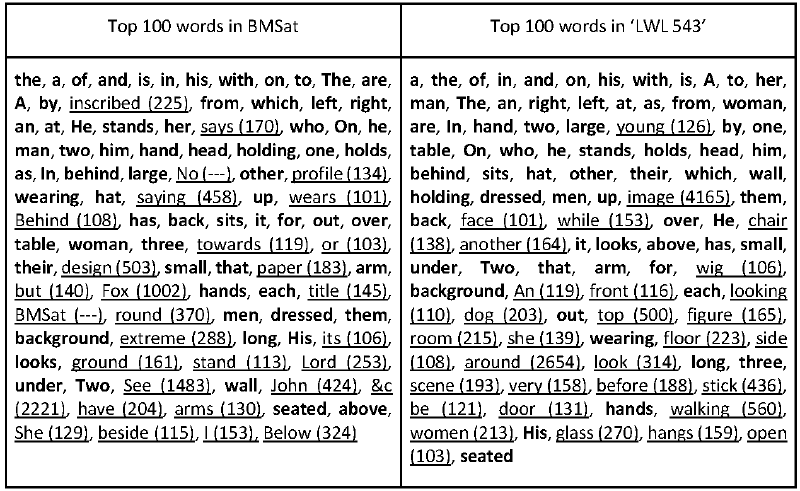 Top 100 words in BMSat
the, a, of, and, is, in, his, with, on, to, The, are,
A, by, inscribed (225), from, which, left, right,
an, at, He, stands, her, says (170), who, On, he,
man, two, him, hand, head, holding, one, holds,
as, In, behind, large, No (---), other, profile (134),
wearing, hat, saying (458), up, wears (101),
Behind (108), has, back, sits, it, for, out, over,
table, woman, three, towards (119), or (103),
their, design (503), small, that, paper (183), arm,
but (140), Fox (1002), hands, each, title (145),
BMSat (---), round (370), men, dressed, them,
background, extreme (288), long, His, its (106),
looks, ground (161), stand (113), Lord (253),
under, Two, See (1483), wall, John (424), &c
(2221), have (204), arms (130), seated, above,
She (129), beside (115), I (153), Below (324)
Top 100 words in ‘LWL 543’
a, the, of, in, and, on, his, with, is, A, to, her,
man, The, an, right, left, at, as, from, woman,
are, In, hand, two, large, young (126), by, one,
table, On, who, he, stands, holds, head, him,
behind, sits, hat, other, their, which, wall,
holding, dressed, men, up, image (4165), them,
back, face (101), while (153), over, He, chair
(138), another (164), it, looks, above, has, small,
under, Two, that, arm, for, wig (106),
background, An (119), front (116), each, looking
(110), dog (203), out, top (500), figure (165),
room (215), she (139), wearing, floor (223), side
(108), around (2654), look (314), long, three,
scene (193), very (158), before (188), stick (436),
be (121), door (131), hands, walking (560),
women (213), His, glass (270), hangs (159), open
(103), seated